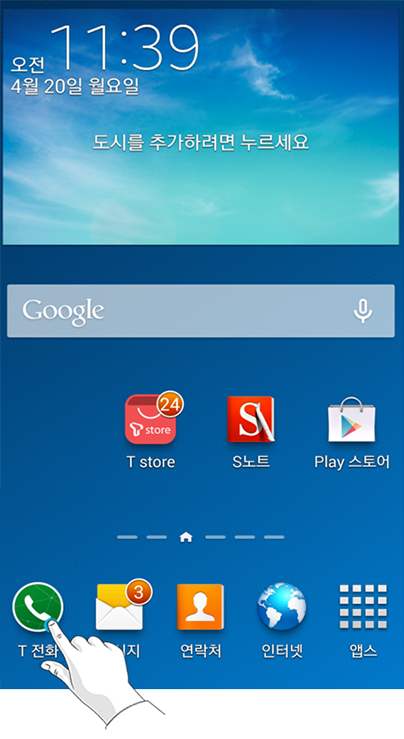 오전 11:39
4월 20일 월요일
도시를 추가하려면 누르세요
Google
24
T store
S
T store
S노트
Play 스토어
3
T 전화
지
연락처
인터넷
앱스